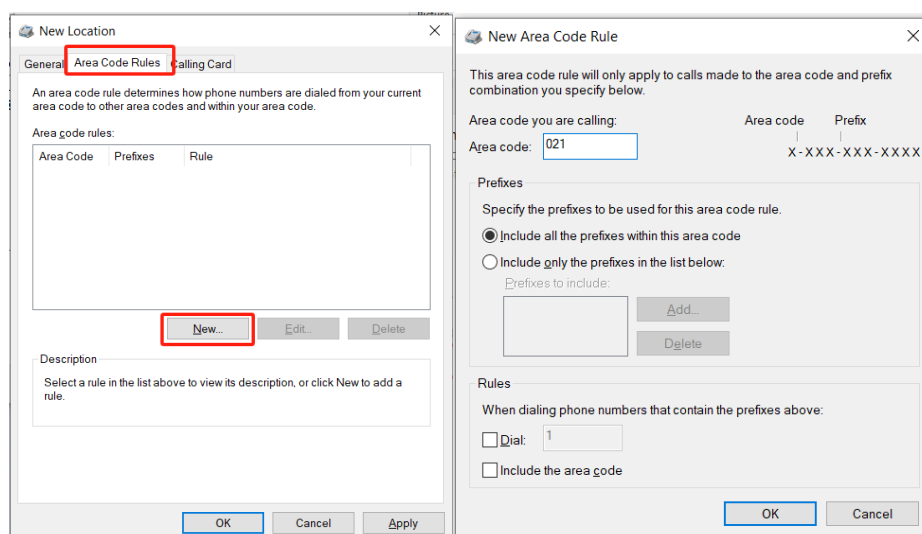 New Location
General
Area Code Rules
Calling Card
An area code rule determines how phone numbers are dialed from your current
area code to other area codes and within your area code.
Area code rules:
Area Code Prefixes Rule
New...
Edit...
Delete
Description
Select a rule in the list above to view its description, or click New to add a
rule.
OK
Cancel
Apply
New Area Code Rule
This area code rule will only apply to calls made to the area code and prefix
combination you specify below.
Area code you are calling:
Area code Prefix
Area code: 021
X-XXX-XXX-XXXX
Prefixes
Specify the prefixes to be used for this area code rule.
Include all the prefixes within this area code
Include only the prefixes in the list below:
Prefixes to include:
Add...
Delete
Rules
When dialing phone numbers that contain the prefixes above:
Dial: 1
Include the area code
OK
Cancel